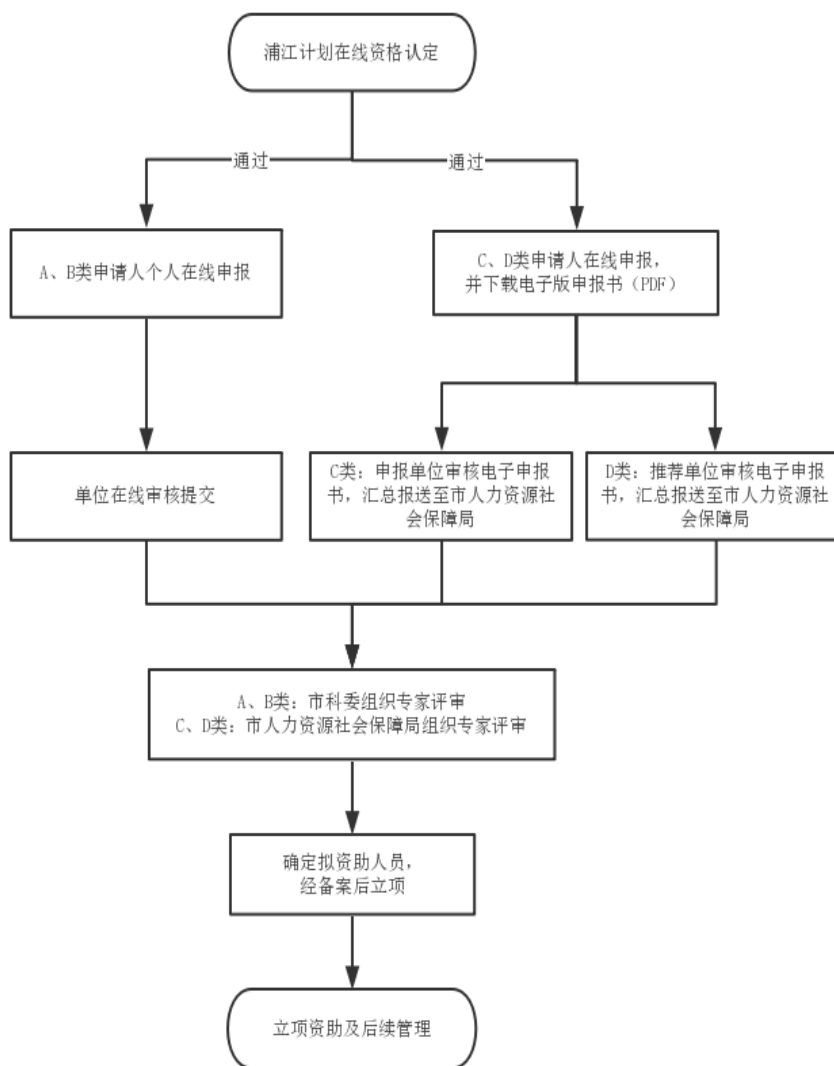 浦江计划在线资格认定
通过
通过
A、B类申请人个人在线申报
C、D类申请人在线申报，
并下载电子版申报书（PDF）
单位在线审核提交
C类：申报单位审核电子申报
书，汇总报送至市人力资源社
会保障局
D类：推荐单位审核电子申报
书，汇总报送至市人力资源社
会保障局
A、B类：市科委组织专家评审
C、D类：市人力资源社会保障局组织专家评审
确定拟资助人员，
经备案后立项
立项资助及后续管理